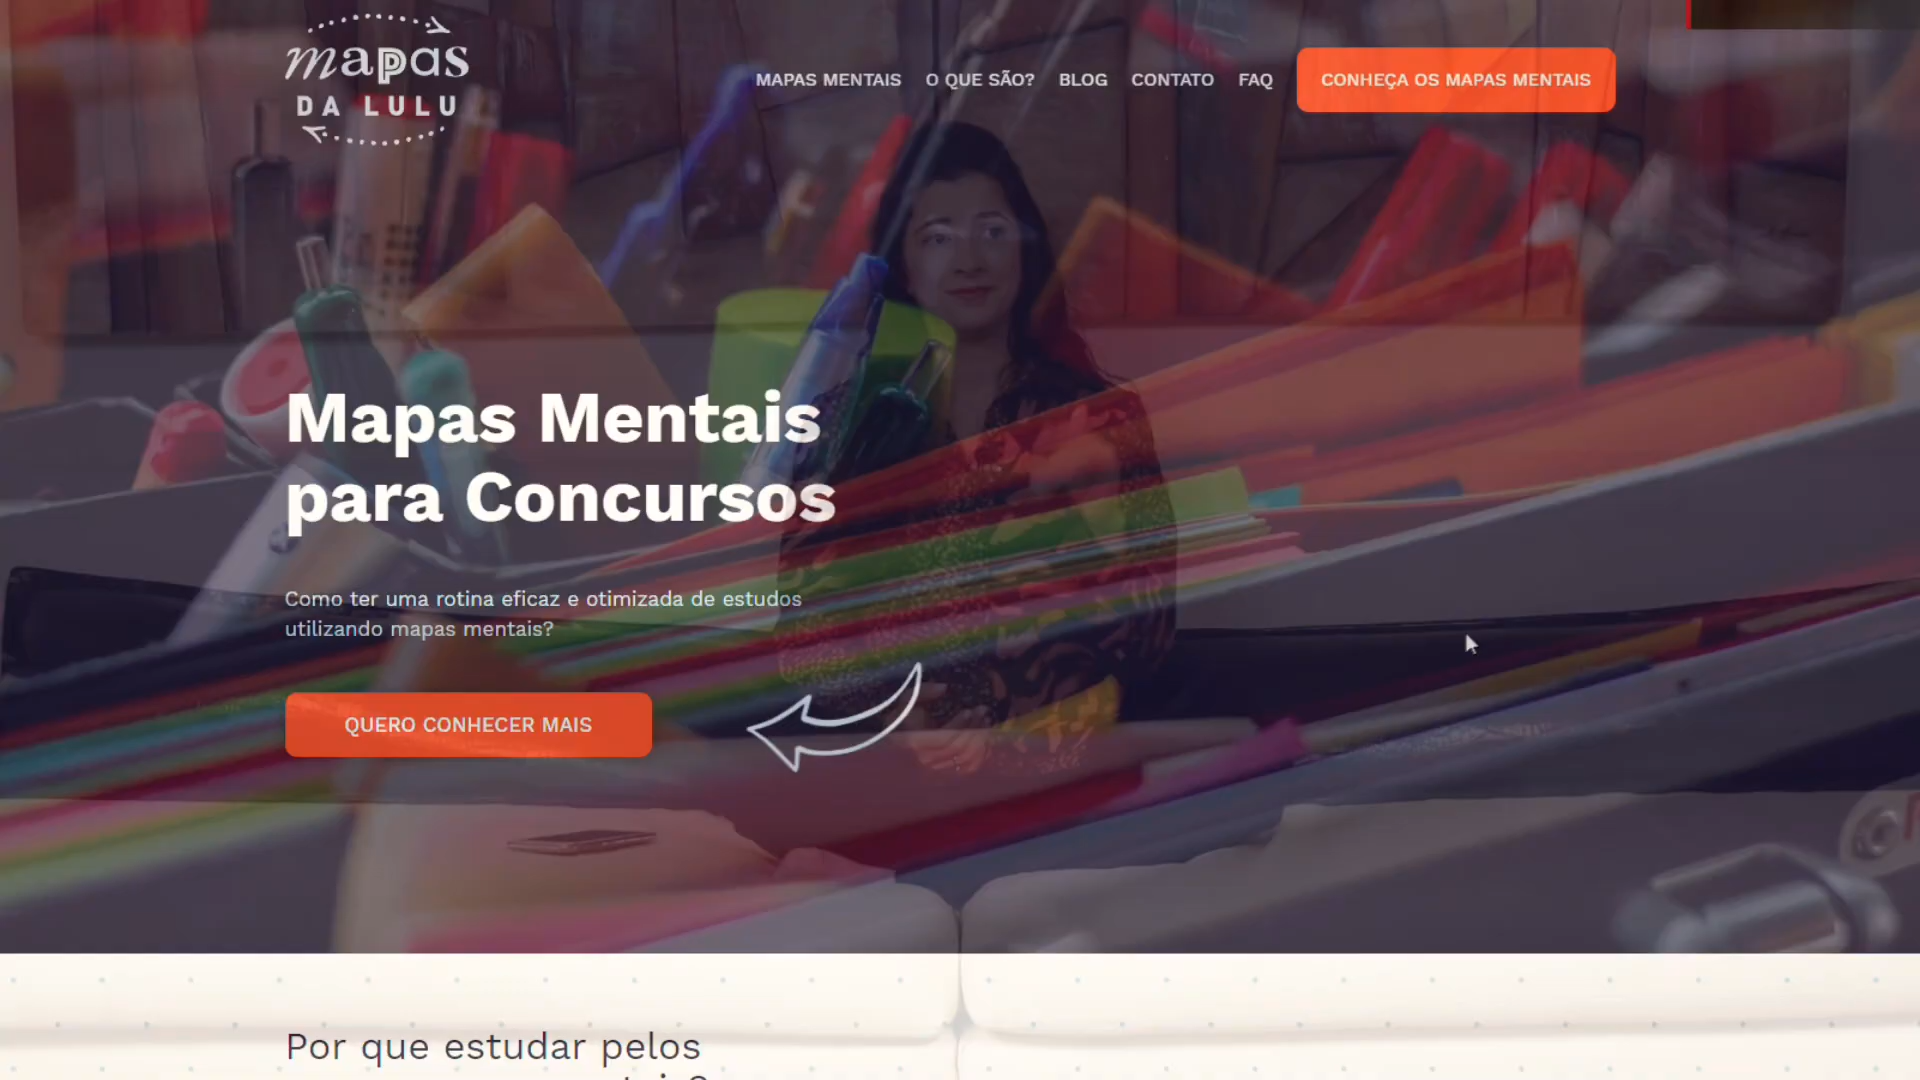 mapas
DA LULU
MAPAS MENTAIS O QUE SÃO? BLOG CONTATO FAQ CONHEÇA OS MAPAS MENTAIS
Mapas Mentais
para Concursos
Como ter uma rotina eficaz e otimizada de estudos
utilizando mapas mentais?
QUERO CONHECER MAIS
Por que estudar pelos